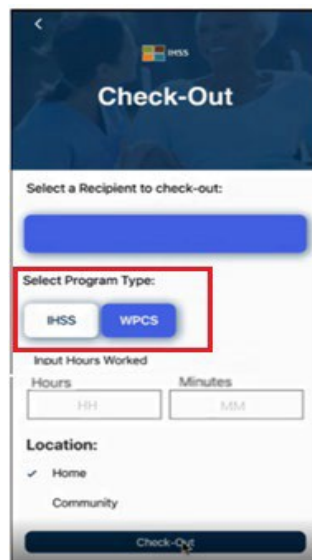 IHSS
Check-Out
Select a Recipient to check-out:
Select Program Type:
IHSS WPCS
Input Hours Worked
Hours Minutes
HH MM
Location:
Home
Community
Check-Out